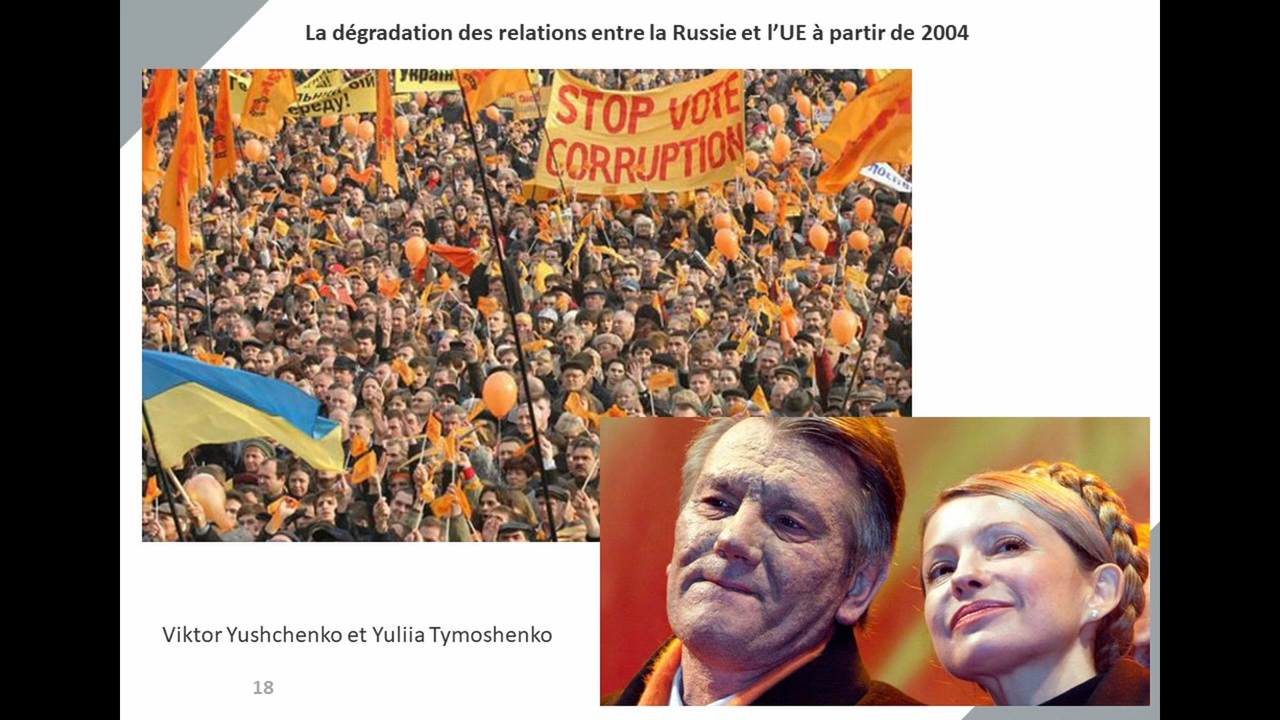 La dégradation des relations entre la Russie et l’UE à partir de 2004
STOP VOTE
CORRUPTION
Viktor Yushchenko et Yuliia Tymoshenko
18